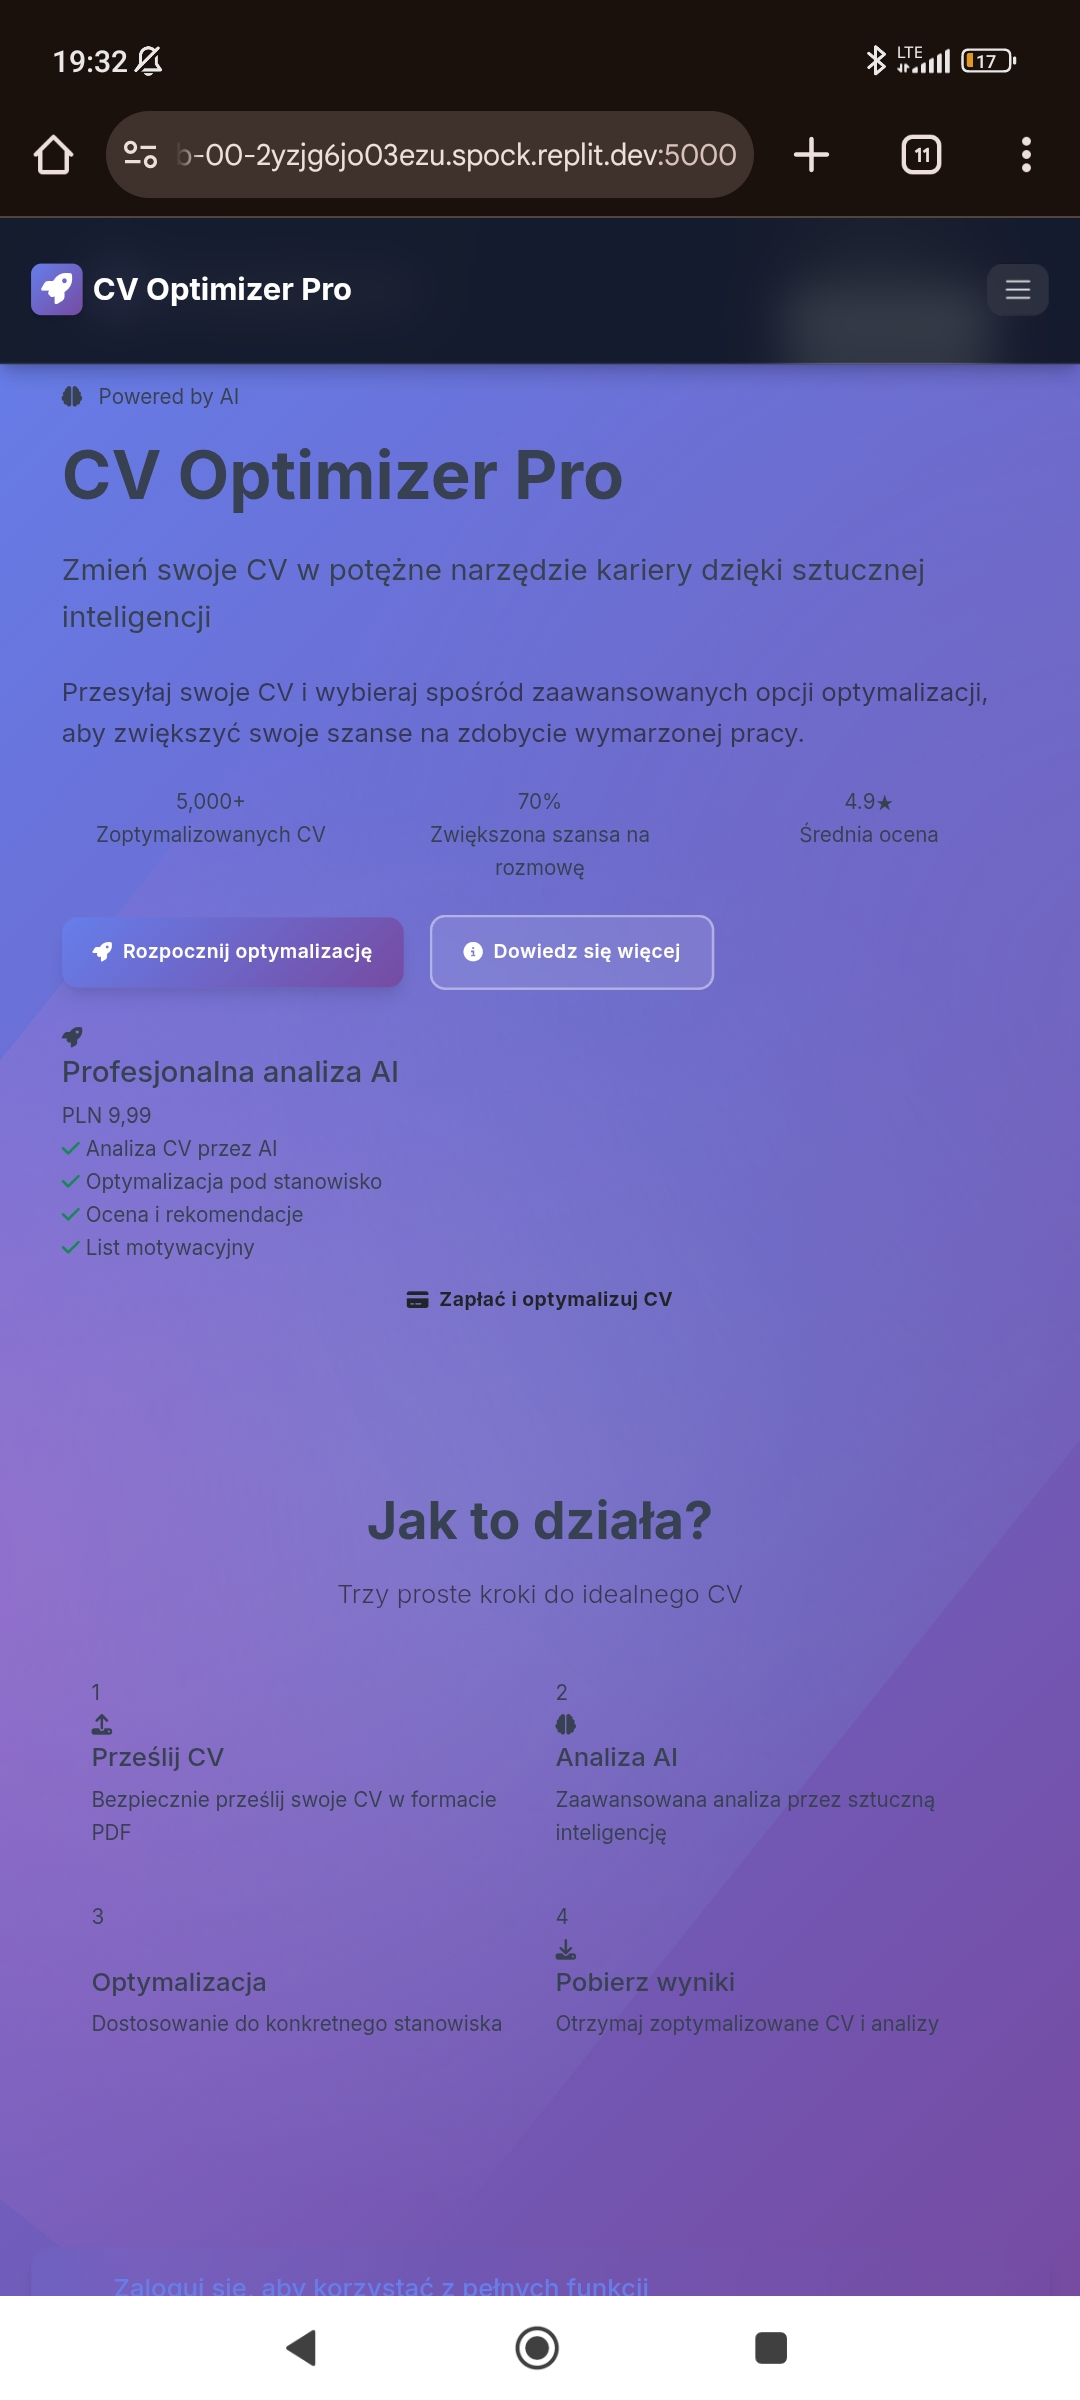 19:32
LTE
17
b-00-2yzjg6jo03ezu.spock.replit.dev:5000
11
CV Optimizer Pro
Powered by AI
CV Optimizer Pro
Zmień swoje CV w potężne narzędzie kariery dzięki sztucznej
inteligencji
Przesyłaj swoje CV i wybieraj spośród zaawansowanych opcji optymalizacji,
aby zwiększyć swoje szanse na zdobycie wymarzonej pracy.
5,000+
Zoptymalizowanych CV
70%
Zwiększona szansa na
rozmowę
4.9★
Średnia ocena
Rozpocznij optymalizację
Dowiedz się więcej
Profesjonalna analiza AI
PLN 9,99
Analiza CV przez AI
Optymalizacja pod stanowisko
Ocena i rekomendacje
List motywacyjny
Zapłać i optymalizuj CV
Jak to działa?
Trzy proste kroki do idealnego CV
1
Prześlij CV
Bezpiecznie prześlij swoje CV w formacie
PDF
2
Analiza AI
Zaawansowana analiza przez sztuczną
inteligencję
3
Optymalizacja
Dostosowanie do konkretnego stanowiska
4
Pobierz wyniki
Otrzymaj zoptymalizowane CV i analizy
Zaloguj się, aby korzystać z pełnych funkcji